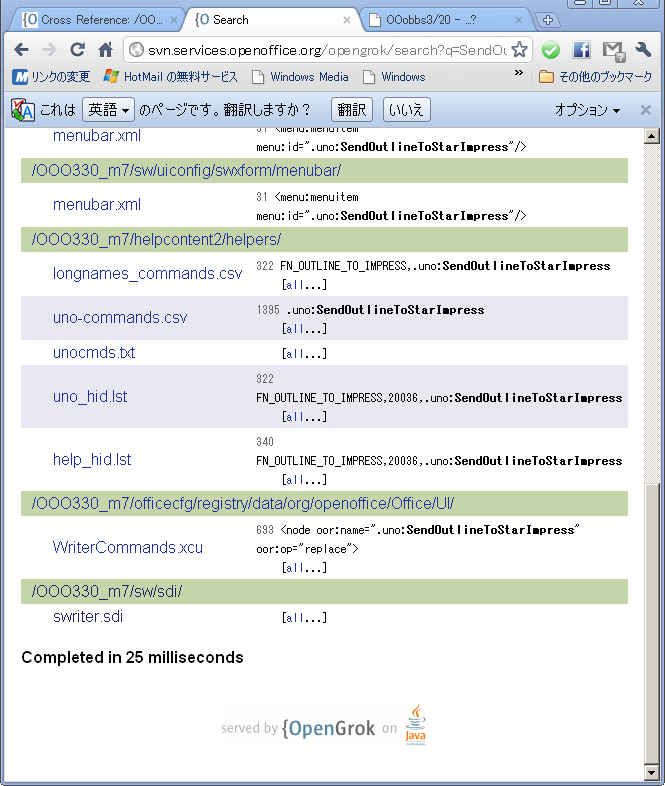 Cross Reference: /OO...
{O Search
OOobbs3/20 - ...?
svn.services.openoffice.org/opengrok/search?q=SendOu
リンクの変更 HotMail の無料サービス Windows Media Windows » その他のブックマーク
これは 英語 のページです。翻訳しますか？ 翻訳 いいえ オプション
menubar.xml
31 <menu:menuitem
menu:id=".uno:SendOutlineToStarImpress"/>
/OOO330_m7/sw/uiconfig/swxform/menubar/
menubar.xml
31 <menu:menuitem
menu:id=".uno:SendOutlineToStarImpress"/>
/OOO330_m7/helpcontent2/helpers/
longnames_commands.csv
322 FN_OUTLINE_TO_IMPRESS,.uno:SendOutlineToStarImpress
[all...]
uno-commands.csv
1395 .uno:SendOutlineToStarImpress
[all...]
unocmds.txt [all...]
uno_hid.lst
322
FN_OUTLINE_TO_IMPRESS,20036,.uno:SendOutlineToStarImpress
[all...]
help_hid.lst
340
FN_OUTLINE_TO_IMPRESS,20036,.uno:SendOutlineToStarImpress
[all...]
/OOO330_m7/officecfg/registry/data/org/openoffice/Office/UI/
WriterCommands.xcu
693 <node oor:name=".uno:SendOutlineToStarImpress"
oor:op="replace">
[all...]
/OOO330_m7/sw/sdi/
swriter.sdi [all...]
Completed in 25 milliseconds
served by {OpenGrok on Java